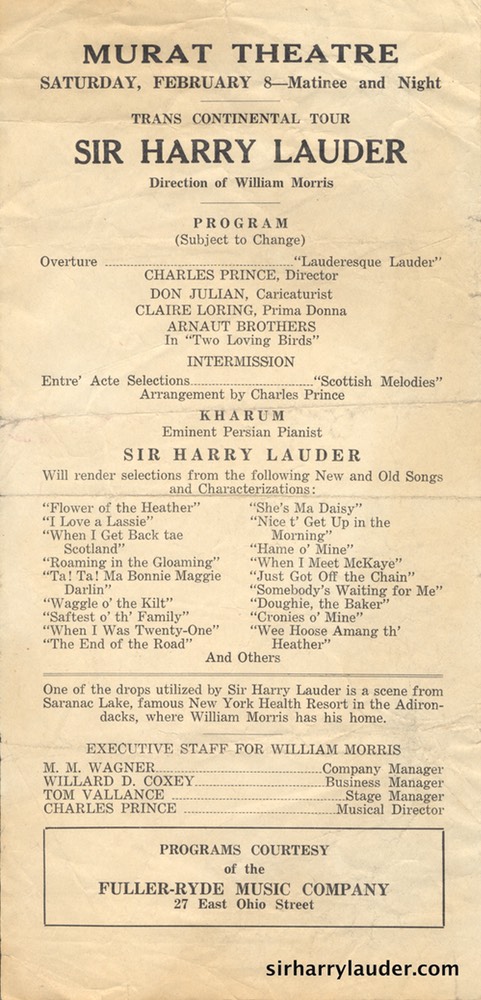 MURAT THEATRE
SATURDAY, FEBRUARY 8—Matinee and Night
TRANS CONTINENTAL TOUR
SIR HARRY LAUDER
Direction of William Morris
PROGRAM
(Subject to Change)
Overture ..........“Lauderesque Lauder”
CHARLES PRINCE, Director
DON JULIAN, Caricaturist
CLAIRE LORING, Prima Donna
ARNAUT BROTHERS
In “Two Loving Birds”
INTERMISSION
Entre’ Acte Selections..........“Scottish Melodies”
Arrangement by Charles Prince
KHARUM
Eminent Persian Pianist
SIR HARRY LAUDER
Will render selections from the following New and Old Songs
and Characterizations:
“Flower of the Heather”
“I Love a Lassie”
“When I Get Back tae
Scotland”
“Roaming in the Gloaming”
“Ta! Ta! Ma Bonnie Maggie
Darlin”
“Waggle o’ the Kilt”
“Saftest o’ th’ Family”
“When I Was Twenty-One”
“The End of the Road”
“She’s Ma Daisy”
“Nice t’ Get Up in the
Morning”
“Hame o’ Mine”
“When I Meet McKaye”
“Just Got Off the Chain”
“Somebody’s Waiting for Me”
“Doughie, the Baker”
“Cronies o’ Mine”
“Wee Hoose Amang th’
Heather”
And Others
One of the drops utilized by Sir Harry Lauder is a scene from
Saranac Lake, famous New York Health Resort in the Adiron-
dacks, where William Morris has his home.
EXECUTIVE STAFF FOR WILLIAM MORRIS
M. M. WAGNER..........Company Manager
WILLARD D. COXEY..........Business Manager
TOM VALLANCE ..........Stage Manager
CHARLES PRINCE ..........Musical Director
PROGRAMS COURTESY
of the
FULLER-RYDE MUSIC COMPANY
27 East Ohio Street
sirharrylauder.com